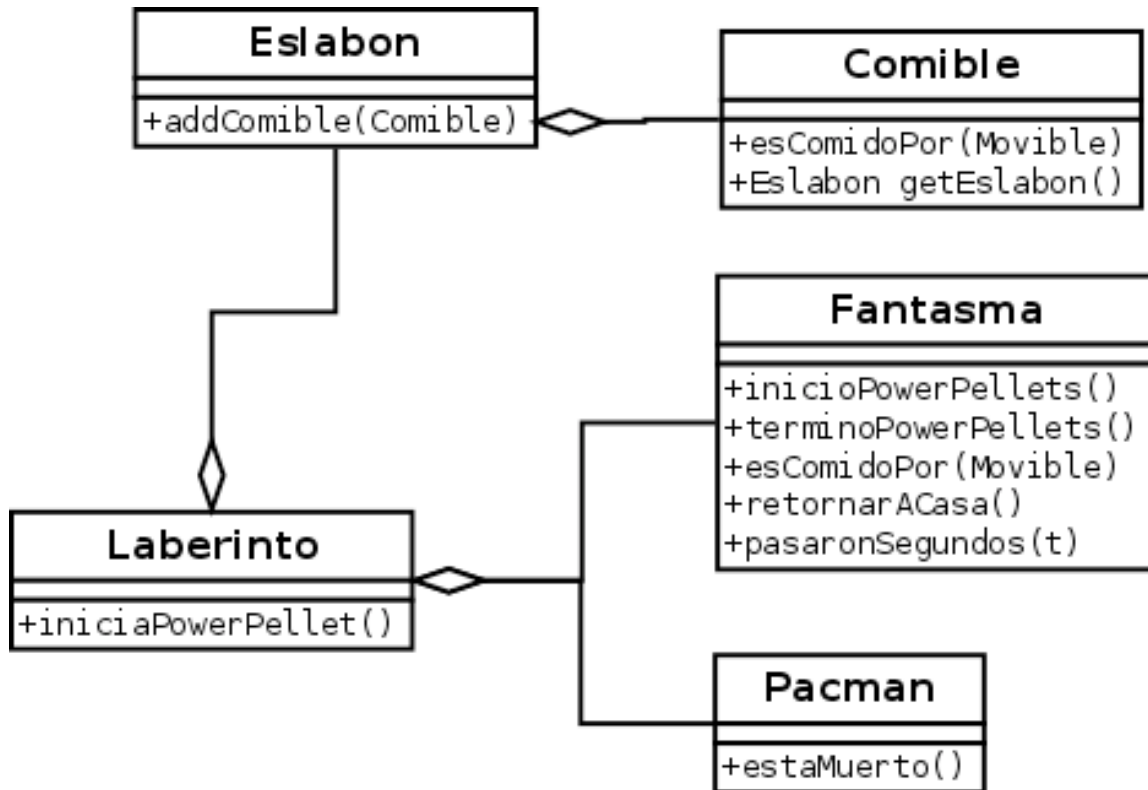 Eslabon
+addComible(Comible)
Comible
+esComidoPor(Movible)
+Eslabon getEslabon()
Fantasma
+inicioPowerPellets()
+terminoPowerPellets()
+esComidoPor(Movible)
+retornarACasa()
+pasaronSegundos(t)
Laberinto
+iniciaPowerPellet()
Pacman
+estaMuerto()